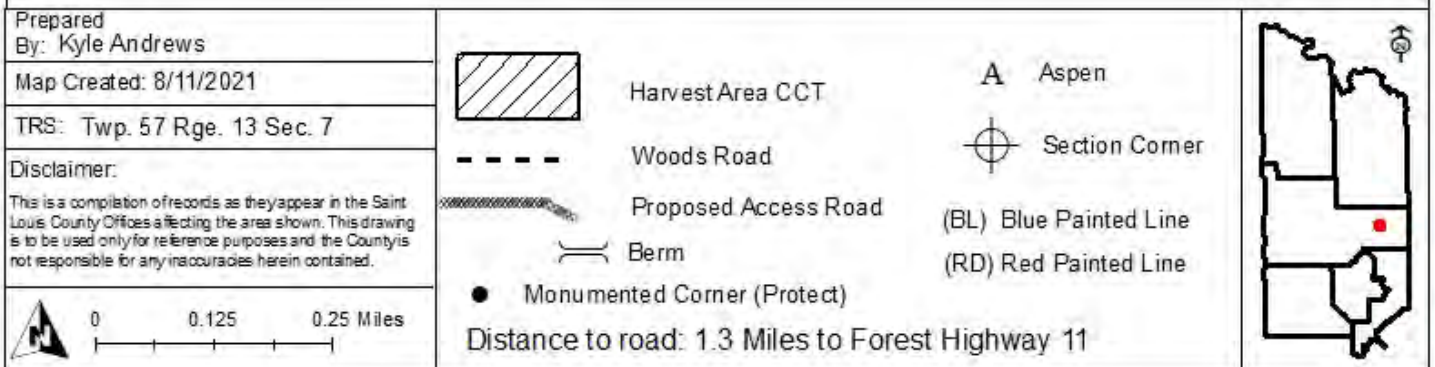 Prepared
By: Kyle Andrews
Map Created: 8/11/2021
TRS: Twp. 57 Rge. 13 Sec. 7
Disclaimer:
This is a compilation of records as they appear in the Saint
Louis County Offices affecting the area shown. This drawing
is to be used only for reference purposes and the County is
not responsible for any inaccuracies herein contained.
N
0 0.125 0.25 Miles
Harvest Area CCT
Woods Road
Proposed Access Road
Berm
Monumented Corner (Protect)
A Aspen
Section Corner
(BL) Blue Painted Line
(RD) Red Painted Line
Distance to road: 1.3 Miles to Forest Highway 11
N